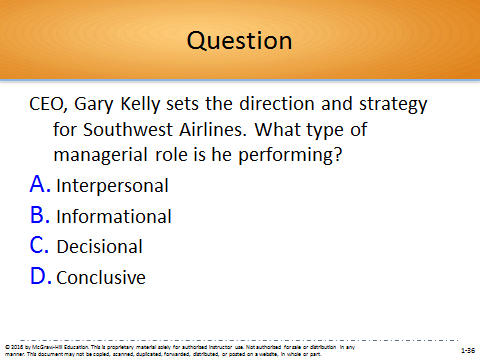 Question
CEO, Gary Kelly sets the direction and strategy
for Southwest Airlines. What type of
managerial role is he performing?
A. Interpersonal
B. Informational
C. Decisional
D. Conclusive
© 2016 by McGraw-Hill Education. This is proprietary material solely for authorized instructor use. Not authorized for sale or distribution in any
manner. This document may not be copied, scanned, duplicated, forwarded, distributed, or posted on a website, in whole or part.
1-36